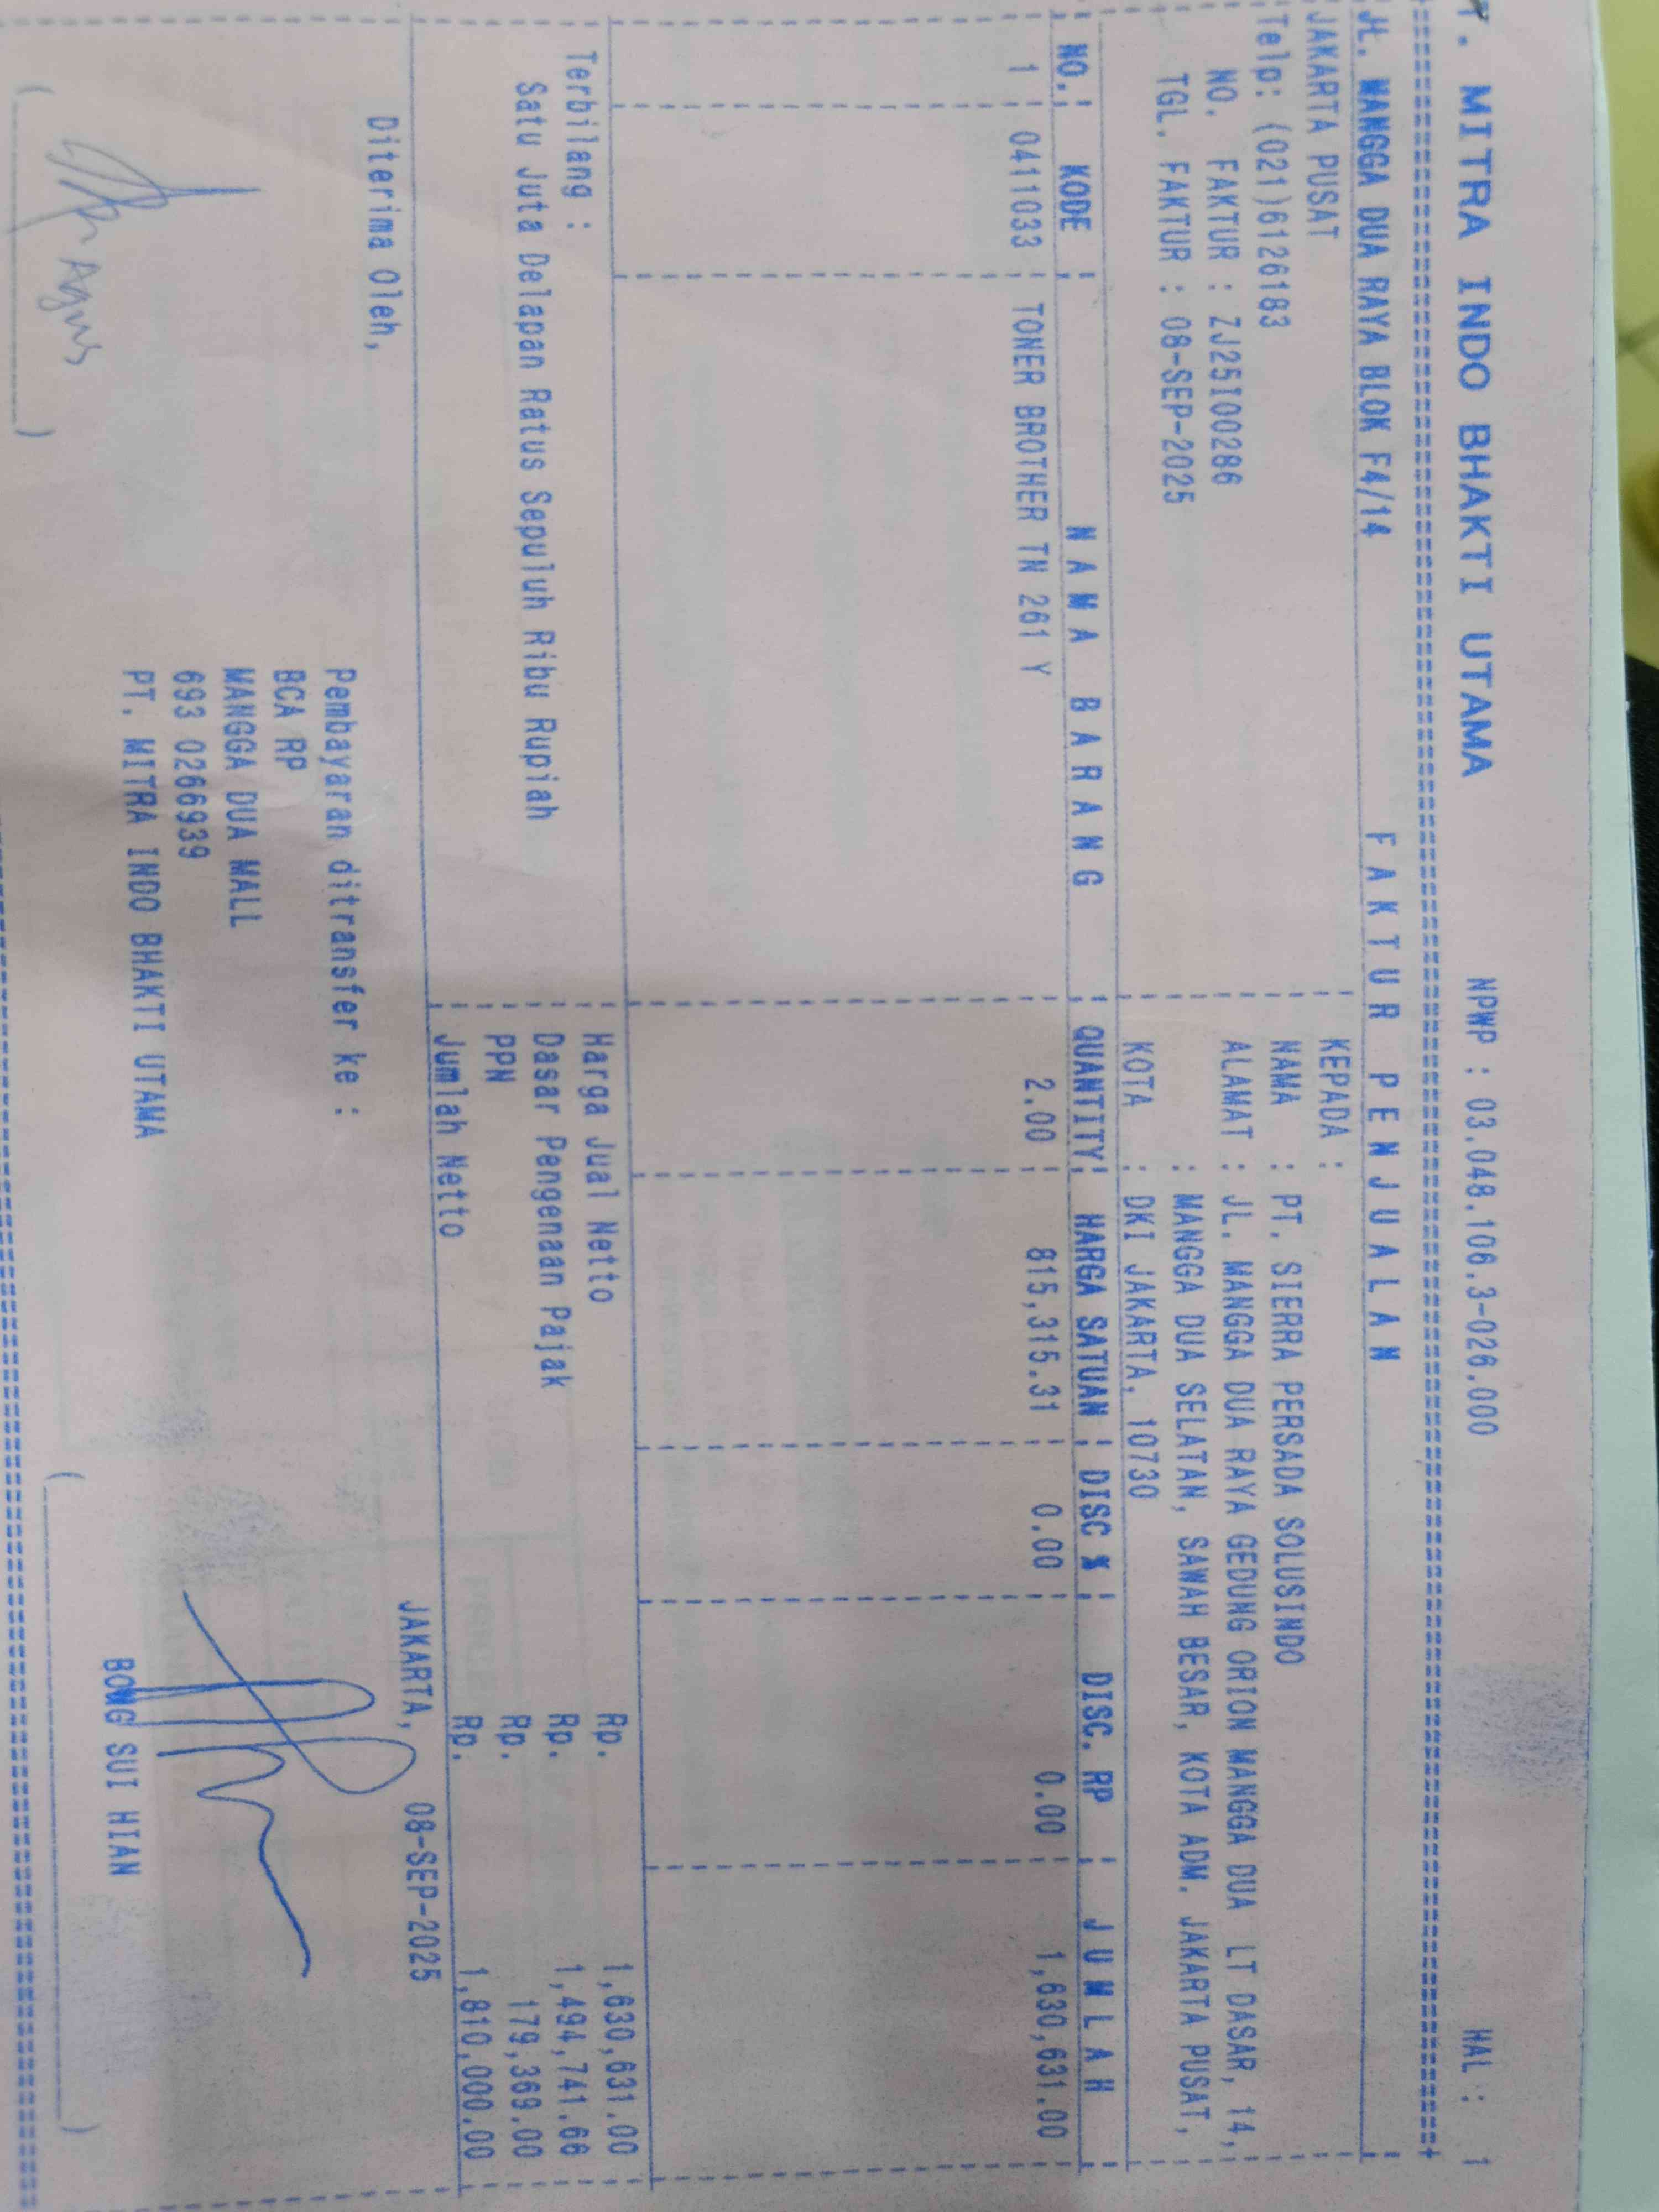 T. MITRA INDO BHAKTI UTAMA NPWP : 03.048.106.3-026.000 HAL : 1
JL. MANGGA DUA RAYA BLOK F4/14 F A K T U R P E N J U A L A N
JAKARTA PUSAT KEPADA :
Telp: (021)6126183 NAMA : PT. SIERRA PERSADA SOLUSINDO
NO. FAKTUR : ZJ25I00286 ALAMAT : JL. MANGGA DUA RAYA GEDUNG ORION MANGGA DUA LT DASAR, 14,
TGL. FAKTUR : 08-SEP-2025 : MANGGA DUA SELATAN, SAWAH BESAR, KOTA ADM. JAKARTA PUSAT,
KOTA : DKI JAKARTA, 10730
NO. KODE N A M A B A R A N G QUANTITY HARGA SATUAN DISC % DISC. RP J U M L A H
1 0411033 TONER BROTHER TN 261 Y 2.00 815,315.31 0.00 0.00 1,630,631.00
Terbilang : Harga Jual Netto Rp. 1,630,631.00
Satu Juta Delapan Ratus Sepuluh Ribu Rupiah Dasar Pengenaan Pajak Rp. 1,494,741.66
PPN Rp. 179,369.00
Jumlah Netto Rp. 1,810,000.00
Diterima Oleh, JAKARTA, 08-SEP-2025
Pembayaran ditransfer ke :
BCA RP
MANGGA DUA MALL
693 0266939
PT. MITRA INDO BHAKTI UTAMA
Agus
BONG SUI HIAN